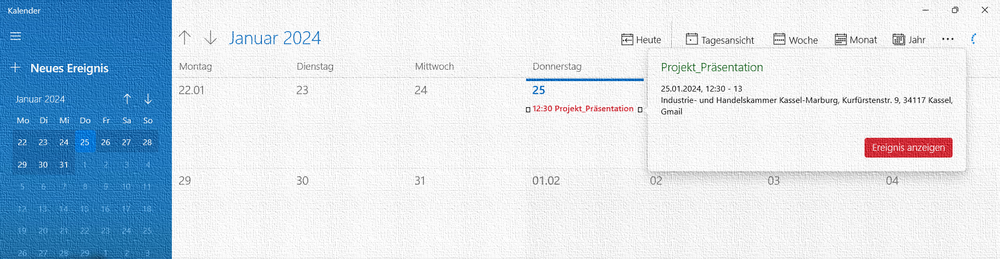 Kalender
Januar 2024
Heute
Tagesansicht
Woche
Monat
Jahr
Neues Ereignis
Montag
Dienstag
Mittwoch
Donnerstag
Projekt_Präsentation
25.01.2024, 12:30 - 13
Industrie- und Handelskammer Kassel-Marburg, Kurfürstenstr. 9, 34117 Kassel,
Gmail
Ereignis anzeigen
22.01
23
24
25
12:30 Projekt_Präsentation
29
30
31
01.02
02
03
04
Januar 2024
Mo Di Mi Do Fr Sa So
22 23 24 25 26 27 28
29 30 31 1 2 3 4
5 6 7 8 9 10 11
12 13 14 15 16 17 18
19 20 21 22 23 24 25
26 27 28 29 1 2 3